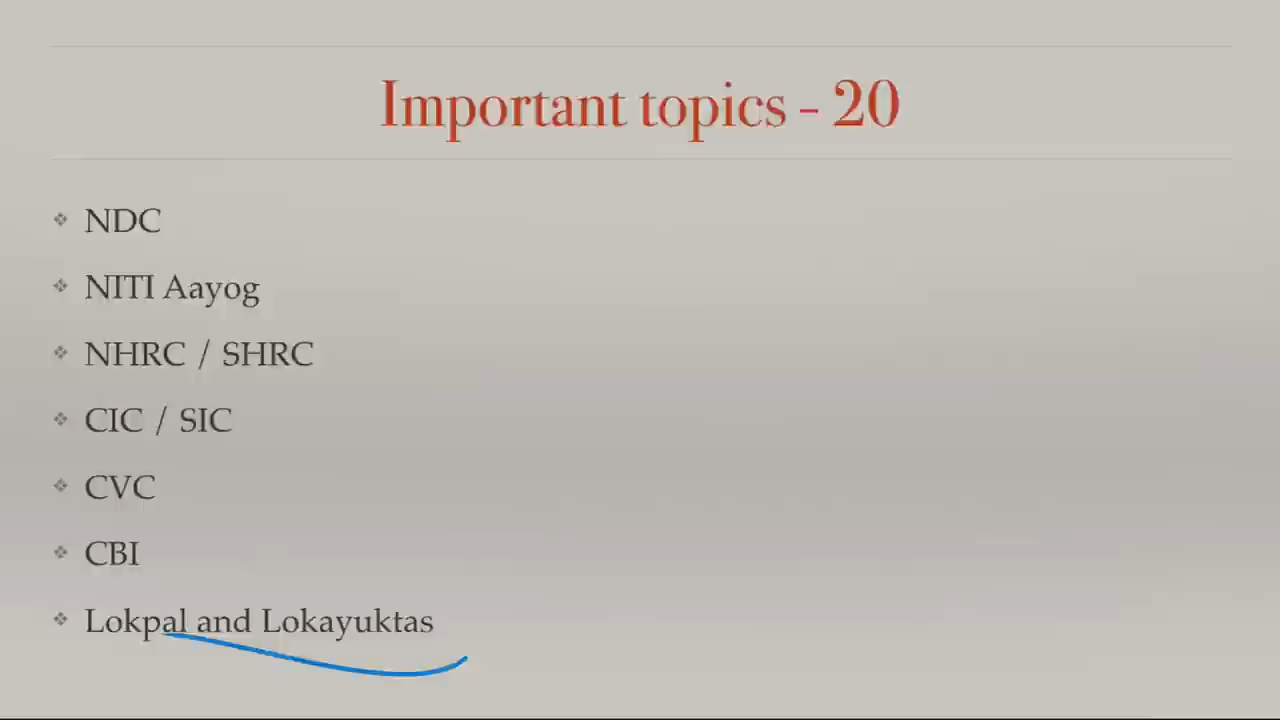 Important topics - 20
❖ NDC
❖ NITI Aayog
❖ NHRC / SHRC
❖ CIC / SIC
❖ CVC
❖ CBI
❖ Lokpal and Lokayuktas